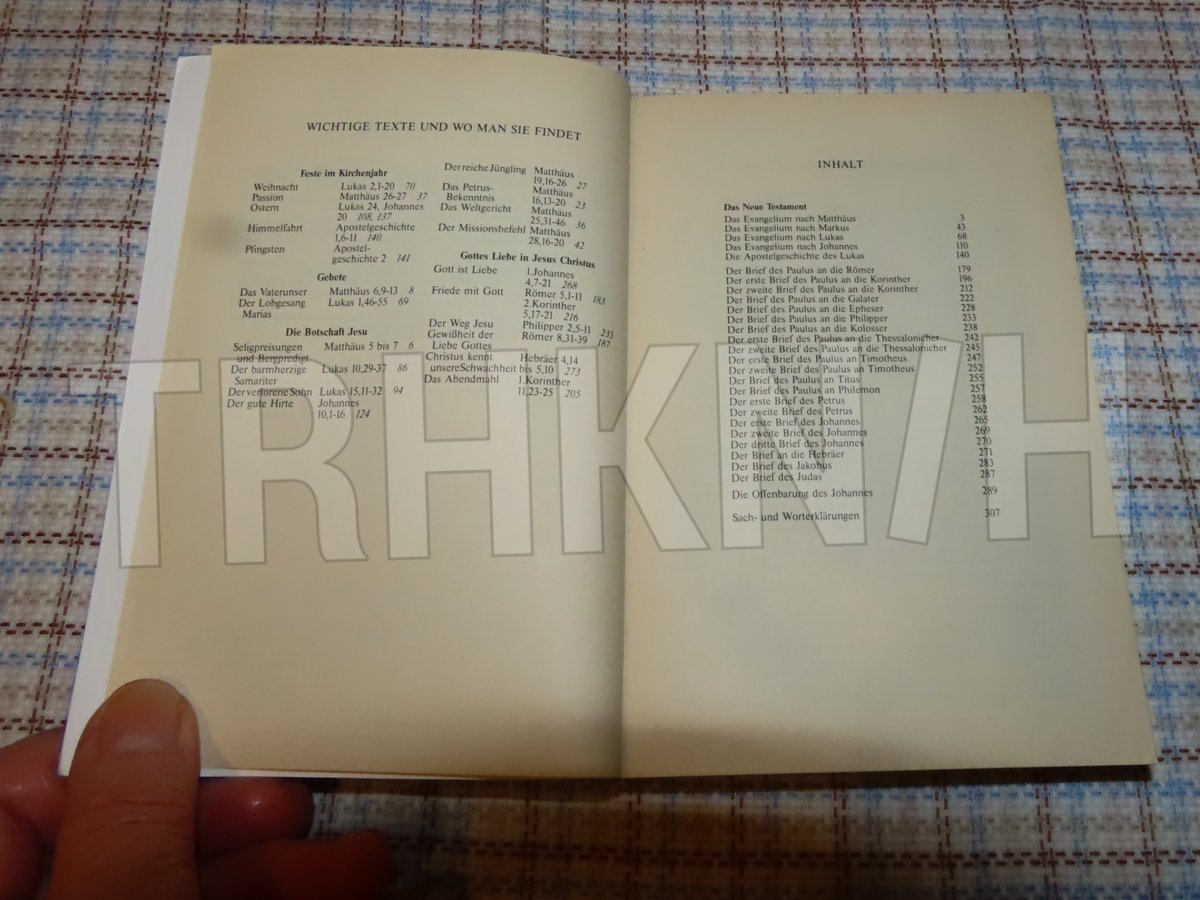 WICHTIGE TEXTE UND WO MAN SIE FINDET
Feste im Kirchenjahr
Weihnacht Lukas 2,1-20 70
Passion Matthäus 26-27 37
Ostern Lukas 24, Johannes
20 108, 137
Himmelfahrt Apostelgeschichte
1,6-11 140
Pfingsten Apostel-
geschichte 2 141
Gebete
Das Vaterunser Matthäus 6,9-13 8
Der Lobgesang Lukas 1,46-55 69
Marias
Die Botschaft Jesu
Seligpreisungen Matthäus 5 bis 7 6
und Bergpredigt
Der barmherzige Lukas 10,29-37 86
Samariter
Der verlorene Sohn Lukas 15,11-32 94
Der gute Hirte Johannes
10,1-16 124
Der reiche Jüngling Matthäus
19,16-26 27
Das Petrus- Matthäus
Bekenntnis 16,13-20 23
Das Weltgericht Matthäus
25,31-46 36
Der Missionsbefehl Matthäus
28,16-20 42
Gottes Liebe in Jesus Christus
Gott ist Liebe 1.Johannes
4,7-21 268
Friede mit Gott Römer 5,1-11 183
2.Korinther
5,17-21 216
Der Weg Jesu Philipper 2,5-11 235
Gewißheit der Römer 8,31-39 187
Liebe Gottes
Christus kennt Hebräer 4,14
unsere Schwachheit bis 5,10 273
Das Abendmahl 1.Korinther
11,23-25 205
INHALT
Das Neue Testament
Das Evangelium nach Matthäus 3
Das Evangelium nach Markus 43
Das Evangelium nach Lukas 68
Das Evangelium nach Johannes 110
Die Apostelgeschichte des Lukas 140
Der Brief des Paulus an die Römer 179
Der erste Brief des Paulus an die Korinther 196
Der zweite Brief des Paulus an die Korinther 212
Der Brief des Paulus an die Galater 222
Der Brief des Paulus an die Epheser 228
Der Brief des Paulus an die Philipper 233
Der Brief des Paulus an die Kolosser 238
Der erste Brief des Paulus an die Thessalonicher 242
Der zweite Brief des Paulus an die Thessalonicher 245
Der erste Brief des Paulus an Timotheus 247
Der zweite Brief des Paulus an Timotheus 252
Der Brief des Paulus an Titus 255
Der Brief des Paulus an Philemon 257
Der erste Brief des Petrus 258
Der zweite Brief des Petrus 262
Der erste Brief des Johannes 265
Der zweite Brief des Johannes 269
Der dritte Brief des Johannes 270
Der Brief an die Hebräer 271
Der Brief des Jakobus 283
Der Brief des Judas 287
Die Offenbarung des Johannes 289
Sach- und Worterklärungen 307
TRHKN7H